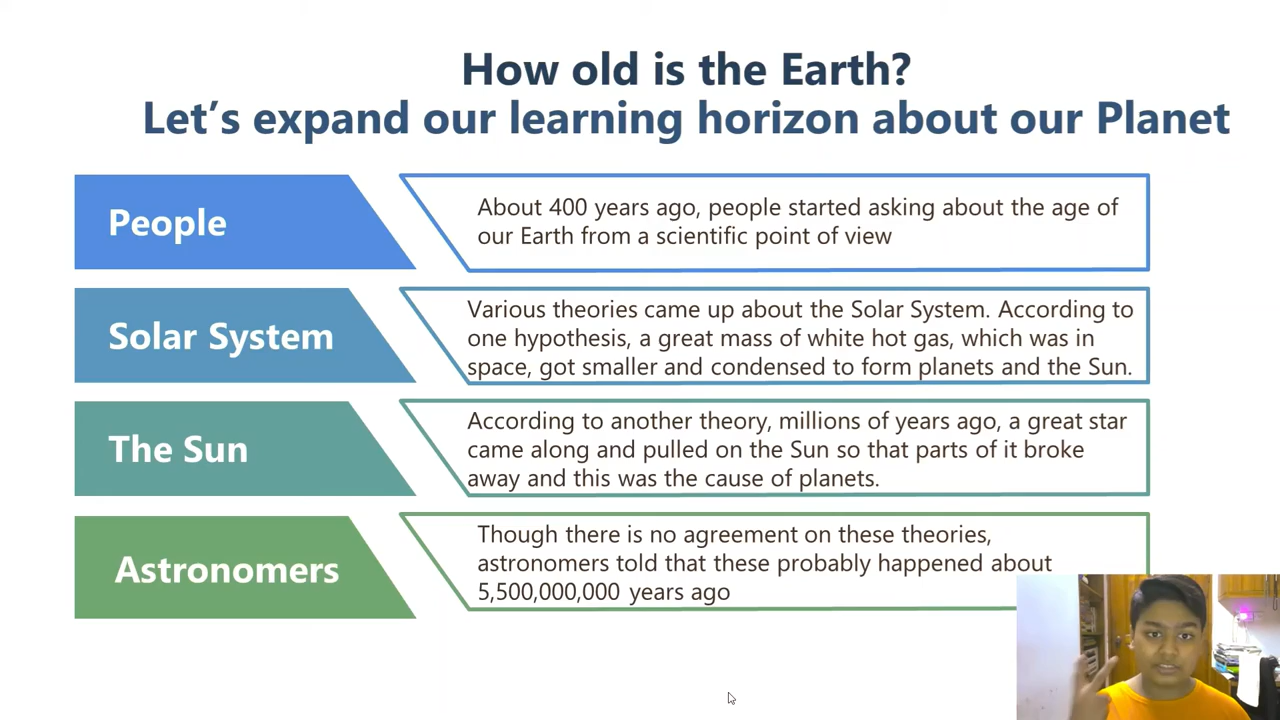 How old is the Earth?
Let’s expand our learning horizon about our Planet
People
About 400 years ago, people started asking about the age of
our Earth from a scientific point of view
Solar System
Various theories came up about the Solar System. According to
one hypothesis, a great mass of white hot gas, which was in
space, got smaller and condensed to form planets and the Sun.
The Sun
According to another theory, millions of years ago, a great star
came along and pulled on the Sun so that parts of it broke
away and this was the cause of planets.
Astronomers
Though there is no agreement on these theories,
astronomers told that these probably happened about
5,500,000,000 years ago